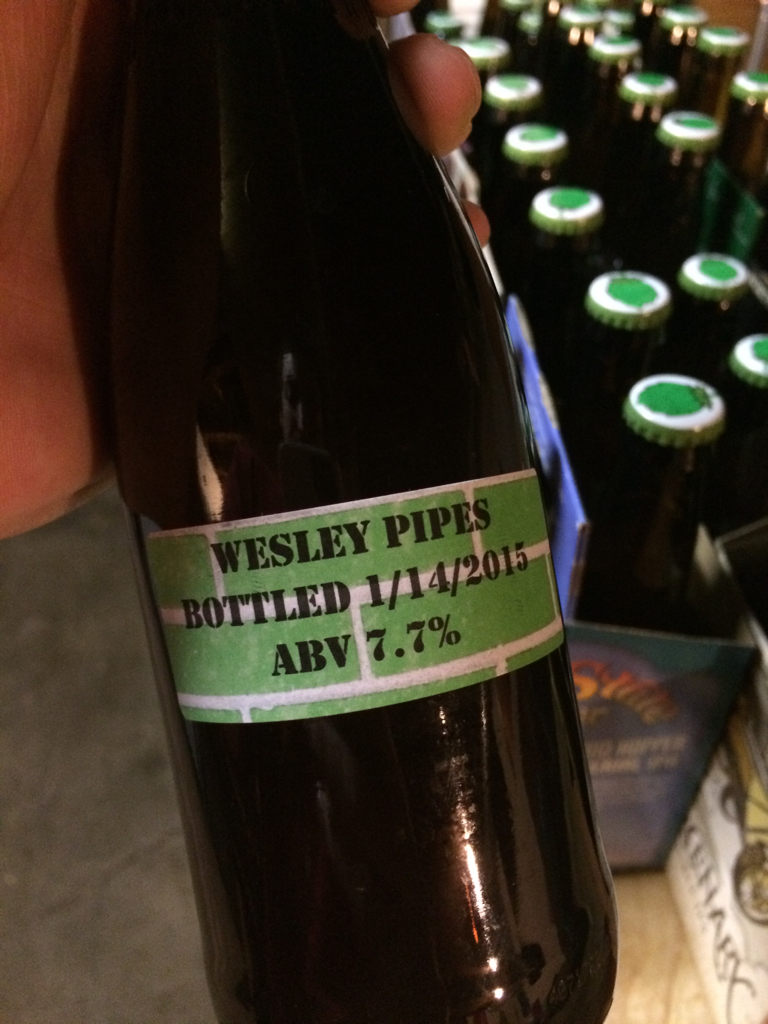 WESLEY PIPES
BOTTLED 1/14/2015
ABV 7.7%